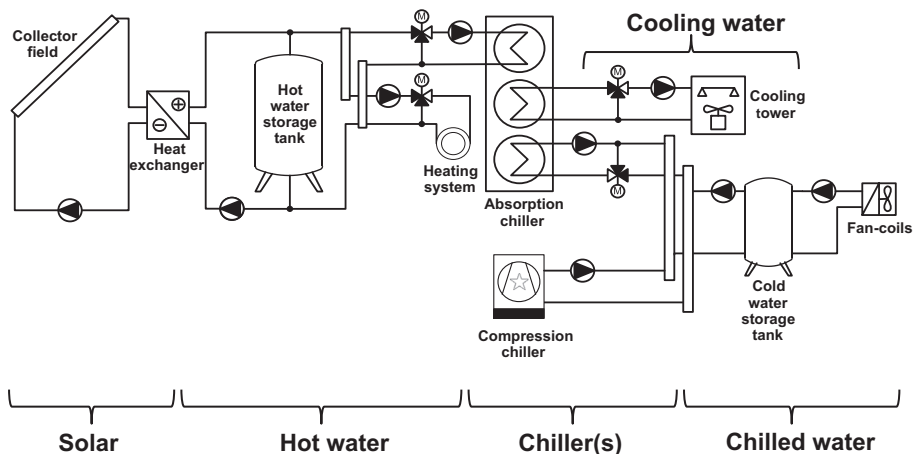 Cooling water
Collector
field
M
M
M
Hot
water
storage
tank
Cooling
tower
Heat
exchanger
Heating
system
M
Absorption
chiller
Fan-coils
Cold
water
storage
tank
Compression
chiller
Solar
Hot water
Chiller(s)
Chilled water